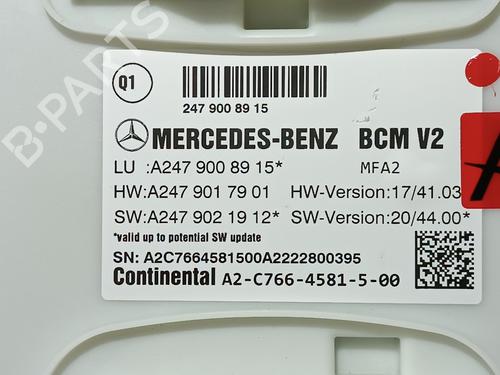 B-PARTS
Q1
247 900 89 15
MERCEDES-BENZ BCM V2
LU :A247 900 89 15* MFA2
HW:A247 901 79 01 HW-Version:17/41.03
SW:A247 902 19 12* SW-Version:20/44.00*
*valid up to potential SW update
SN: A2C7664581500A2222800395
Continental A2-C766-4581-5-00